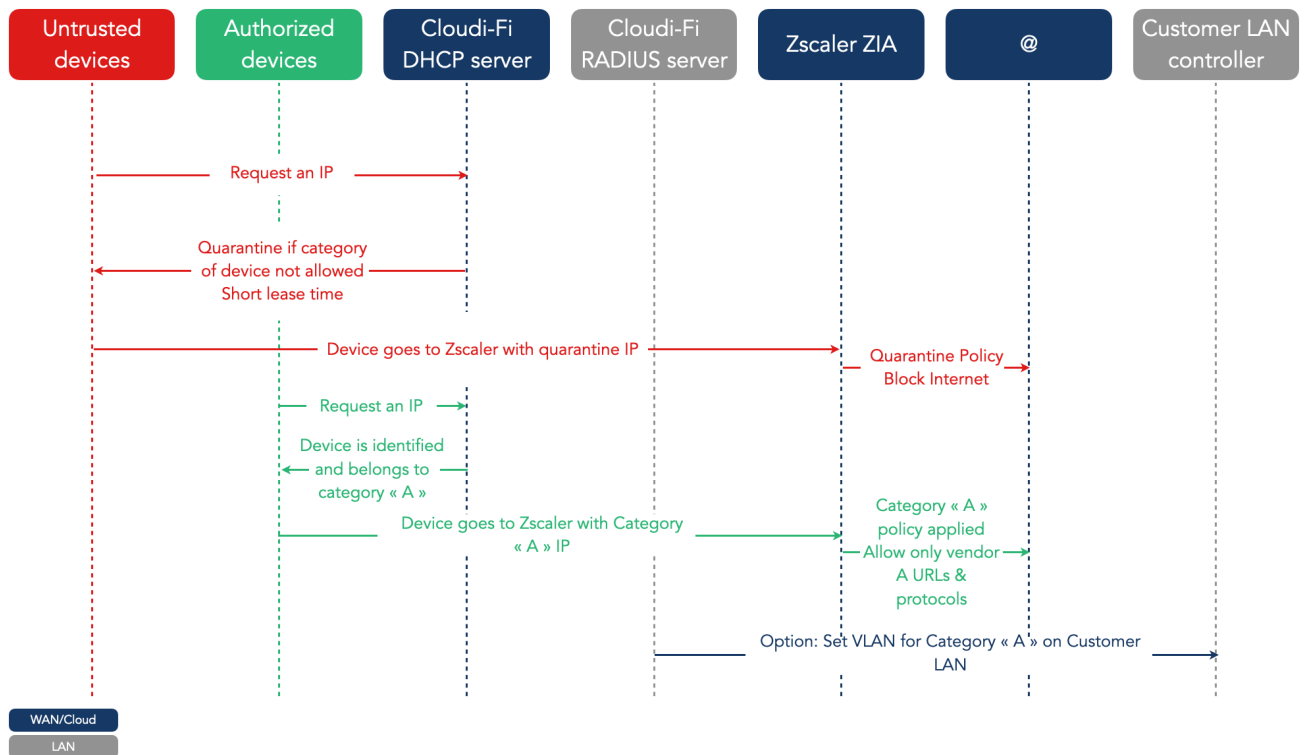 Untrusted
devices
Authorized
devices
Cloudi-Fi
DHCP server
Cloudi-Fi
RADIUS server
Zscaler ZIA
@
Customer LAN
controller
Request an IP
Quarantine if category
of device not allowed
Short lease time
Device goes to Zscaler with quarantine IP
Quarantine Policy
Block Internet
Request an IP
Device is identified
and belongs to
category « A »
Device goes to Zscaler with Category
« A » IP
Category « A »
policy applied
Allow only vendor
A URLs &
protocols
Option: Set VLAN for Category « A » on Customer
LAN
WAN/Cloud
LAN